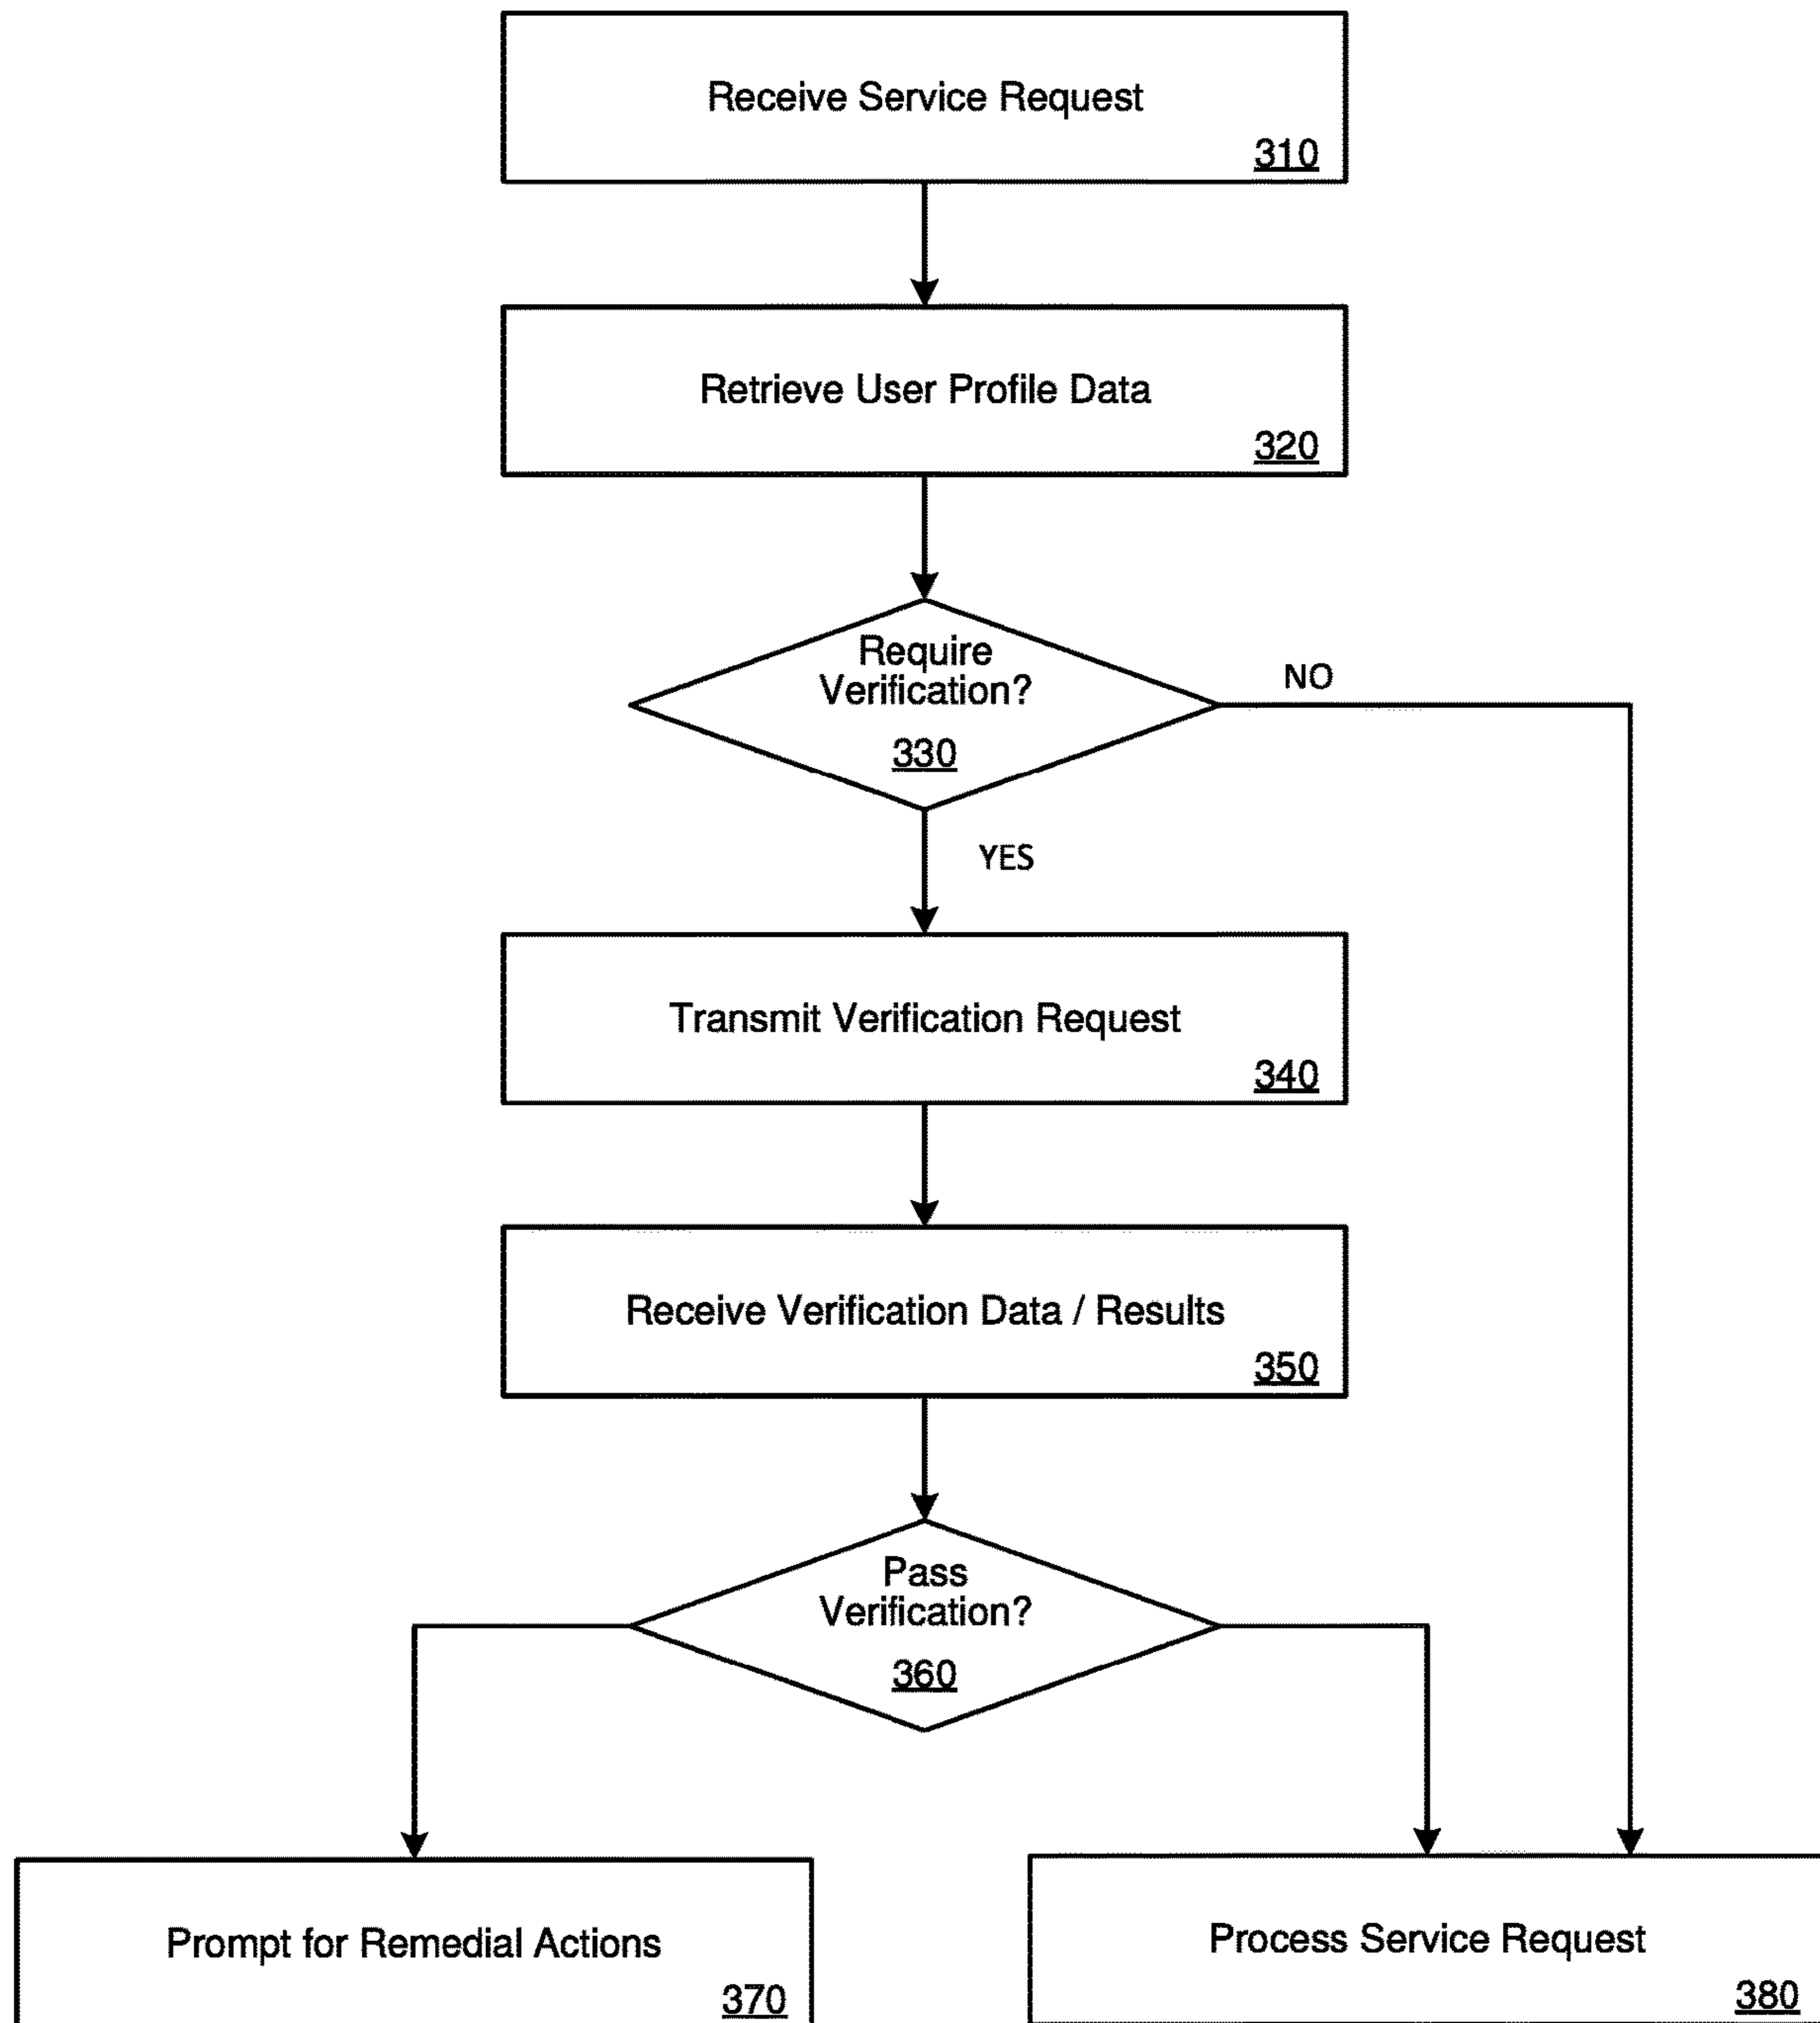 Receive Service Request
310
Retrieve User Profile Data
320
Require
Verification?
330
NO
YES
Transmit Verification Request
340
Receive Verification Data / Results
350
Pass
Verification?
360
Prompt for Remedial Actions
370
Process Service Request
380